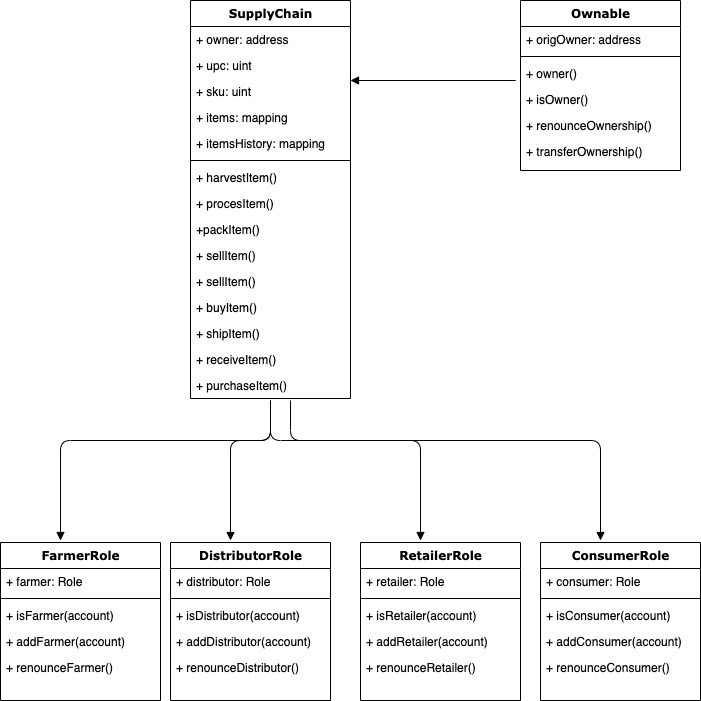 SupplyChain
+ owner: address
+ upc: uint
+ sku: uint
+ items: mapping
+ itemsHistory: mapping
+ harvestItem()
+ procesItem()
+packItem()
+ sellItem()
+ sellItem()
+ buyItem()
+ shipItem()
+ receiveItem()
+ purchaseItem()
Ownable
+ origOwner: address
+ owner()
+ isOwner()
+ renounceOwnership()
+ transferOwnership()
FarmerRole
+ farmer: Role
+ isFarmer(account)
+ addFarmer(account)
+ renounceFarmer()
DistributorRole
+ distributor: Role
+ isDistributor(account)
+ addDistributor(account)
+ renounceDistributor()
RetailerRole
+ retailer: Role
+ isRetailer(account)
+ addRetailer(account)
+ renounceRetailer()
ConsumerRole
+ consumer: Role
+ isConsumer(account)
+ addConsumer(account)
+ renounceConsumer()